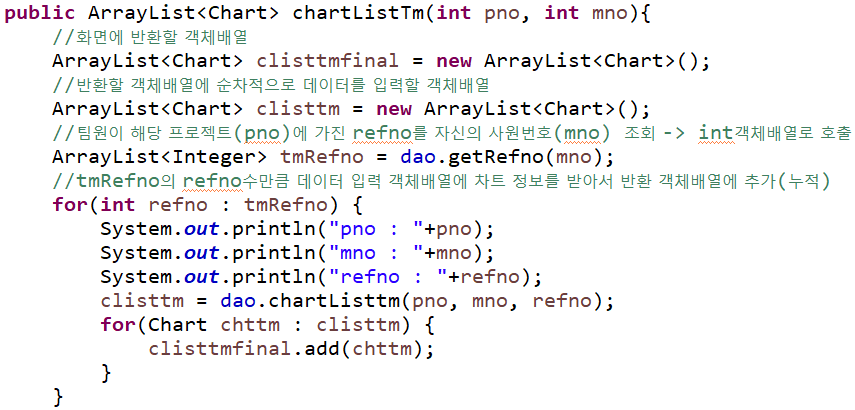 public ArrayList<Chart> chartListTm(int pno, int mno){
//화면에 반환할 객체배열
ArrayList<Chart> clisttmfinal = new ArrayList<Chart>();
//반환할 객체배열에 순차적으로 데이터를 입력할 객체배열
ArrayList<Chart> clisttm = new ArrayList<Chart>();
//팀원이 해당 프로젝트(pno)에 가진 refno를 자신의 사원번호(mno) 조회 -> int객체배열로 호출
ArrayList<Integer> tmRefno = dao.getRefno(mno);
//tmRefno의 refno수만큼 데이터 입력 객체배열에 차트 정보를 받아서 반환 객체배열에 추가(누적)
for(int refno : tmRefno) {
System.out.println("pno : "+pno);
System.out.println("mno : "+mno);
System.out.println("refno : "+refno);
clisttm = dao.chartListtm(pno, mno, refno);
for(Chart chttm : clisttm) {
clisttmfinal.add(chttm);
}
}